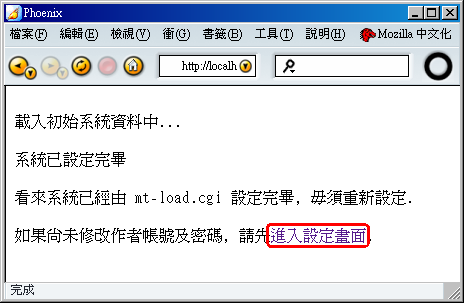 Phoenix
檔案(F) 編輯(E) 檢視(V) 衝(G) 書籤(B) 工具(T) 說明(H) Mozilla 中文化
http://localh
載入初始系統資料中...
系統已設定完畢
看來系統已經由 mt-load.cgi 設定完畢, 毋須重新設定.
如果尚未修改作者帳號及密碼, 請先進入設定畫面.
完成